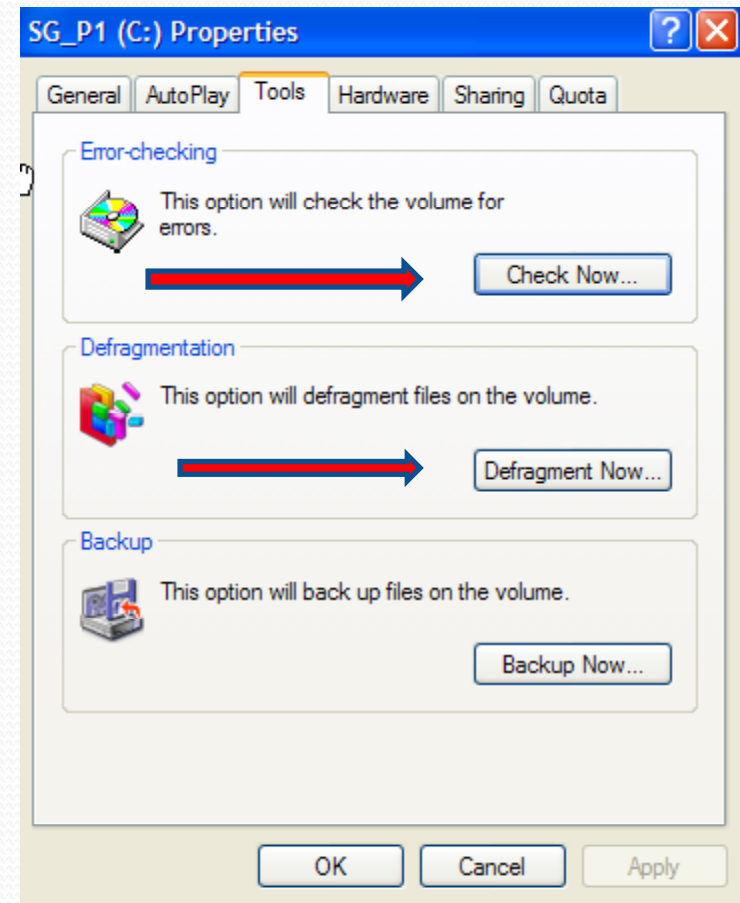 SG_P1 (C:) Properties
General AutoPlay Tools Hardware Sharing Quota
Error-checking
This option will check the volume for
errors.
Check Now...
Defragmentation
This option will defragment files on the volume.
Defragment Now...
Backup
This option will back up files on the volume.
Backup Now...
OK Cancel Apply